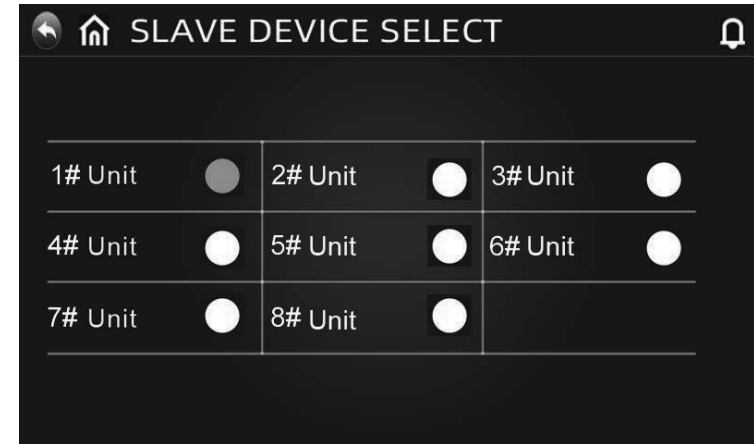 SLAVE DEVICE SELECT
1# Unit 2# Unit 3# Unit
4# Unit 5# Unit 6# Unit
7# Unit 8# Unit